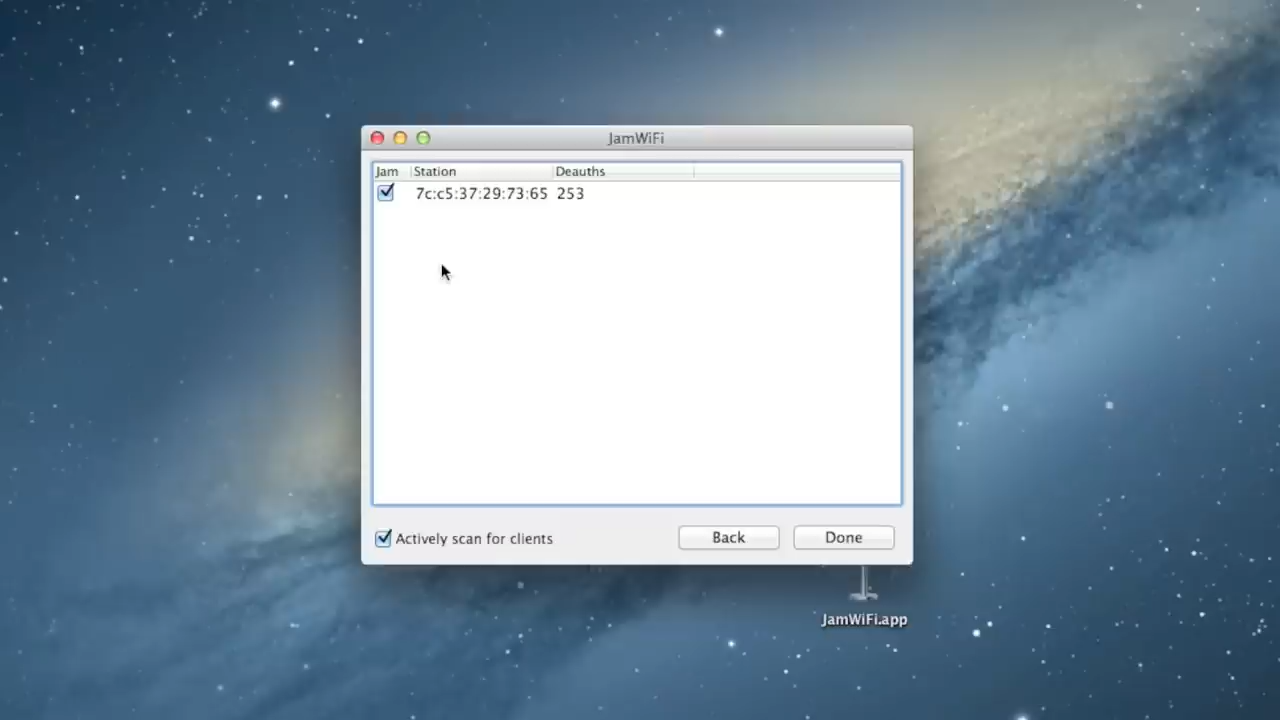 JamWiFi
Jam Station Deauths
7c:c5:37:29:73:65 253
Actively scan for clients Back Done
JamWiFi.app